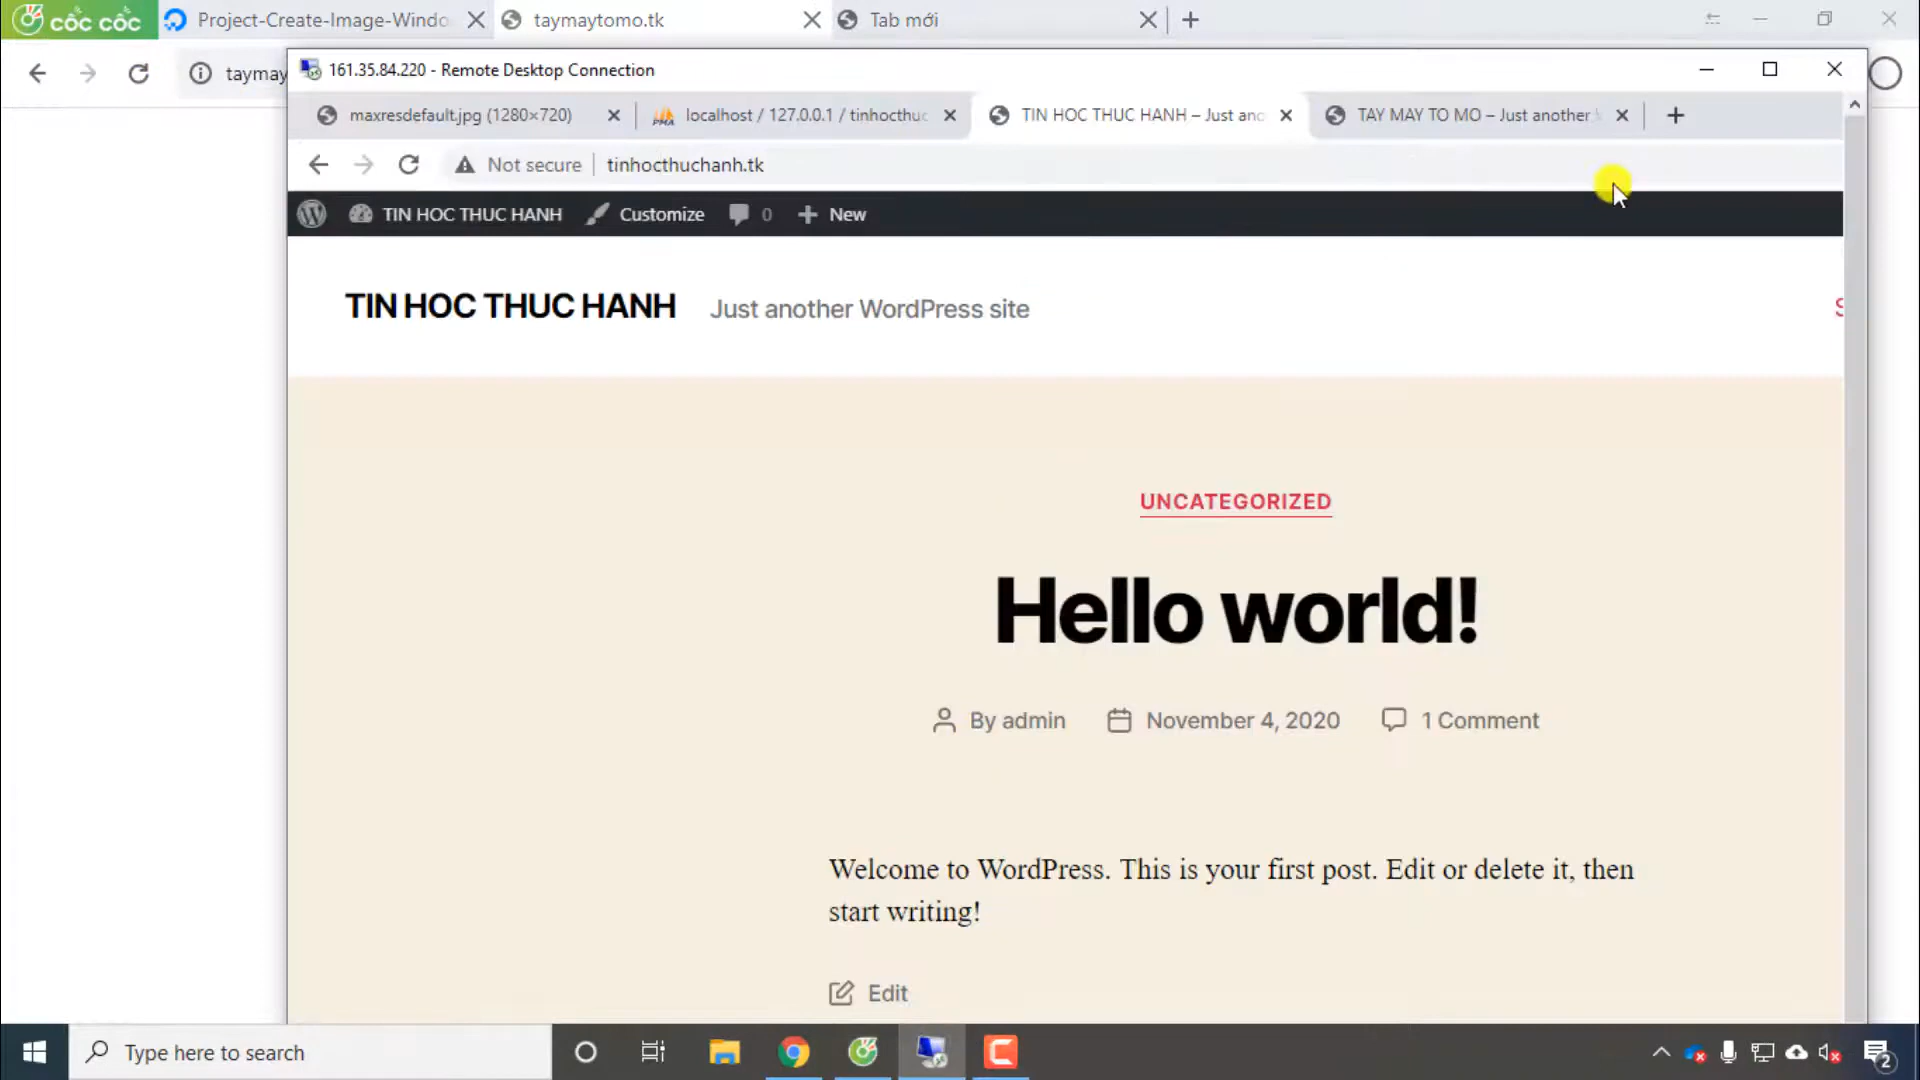 cốc cốc
Project-Create-Image-Windo
taymaytomo.tk
Tab mới
taymay
161.35.84.220 - Remote Desktop Connection
maxresdefault.jpg (1280×720)
localhost / 127.0.0.1 / tinhocthuc
TIN HOC THUC HANH – Just ano
TAY MAY TO MO – Just another
Not secure
tinhocthuchanh.tk
TIN HOC THUC HANH
Customize
0
New
TIN HOC THUC HANH
Just another WordPress site
S
UNCATEGORIZED
Hello world!
By admin
November 4, 2020
1 Comment
Welcome to WordPress. This is your first post. Edit or delete it, then
start writing!
Edit
Type here to search
2